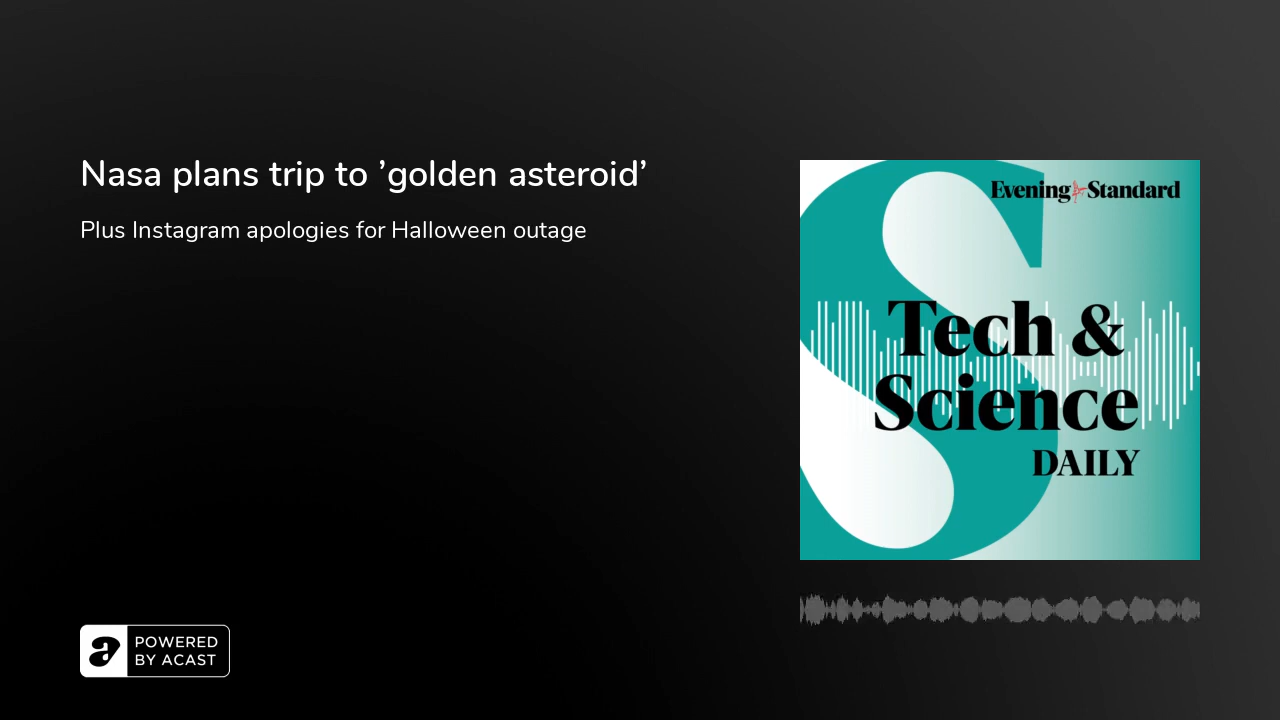 Nasa plans trip to ’golden asteroid’
Plus Instagram apologies for Halloween outage
Evening Standard
Tech &
Science
DAILY
POWERED
BY ACAST